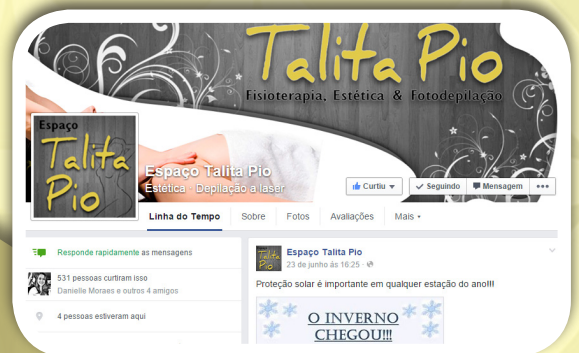 Talita Pio
Fisioterapia, Estética & Fotodepilação
Espaço
Talita
Pio
Espaço Talita Pio
Estética · Depilação a laser
Curtiu
Seguindo
Mensagem
Linha do Tempo
Sobre
Fotos
Avaliações
Mais
Responde rapidamente as mensagens
531 pessoas curtiram isso
Danielle Moraes e outros 4 amigos
4 pessoas estiveram aqui
Talita
Pio
Espaço Talita Pio
23 de junho às 16:25 ·
Proteção solar é importante em qualquer estação do ano!!!
O INVERNO
CHEGOU!!!